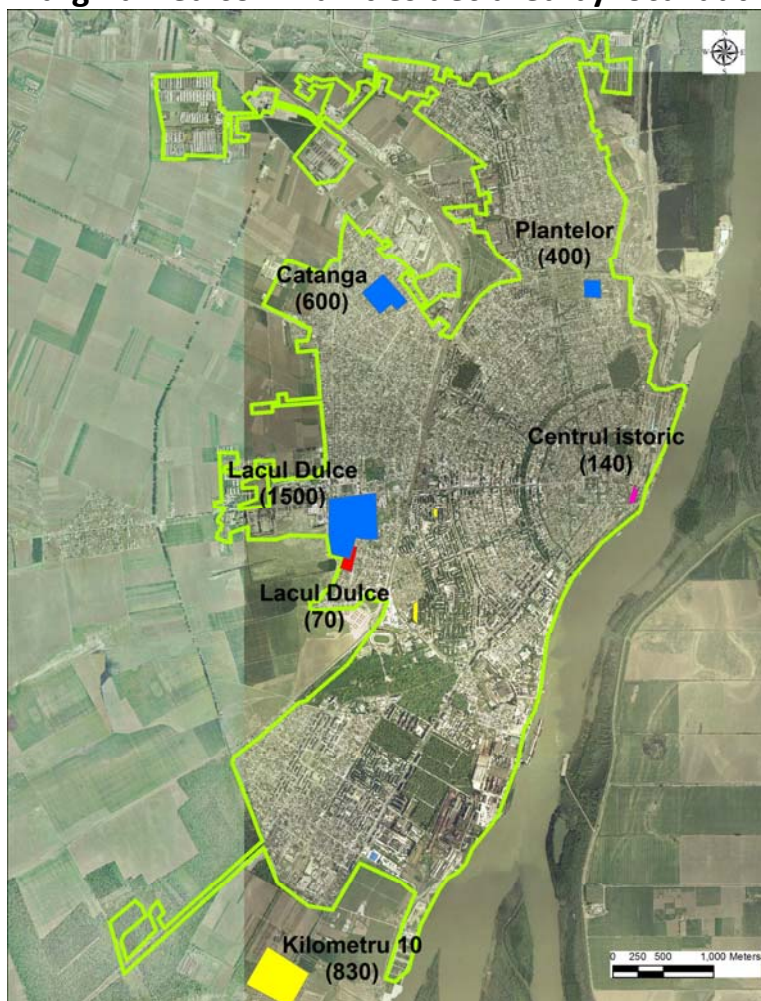 Plantelor
(400)
Catanga
(600)
Centrul istoric
(140)
Lacul Dulce
(1500)
Lacul Dulce
(70)
Kilometru 10
(830)
0 250 500 1,000 Meters
N
W E
S